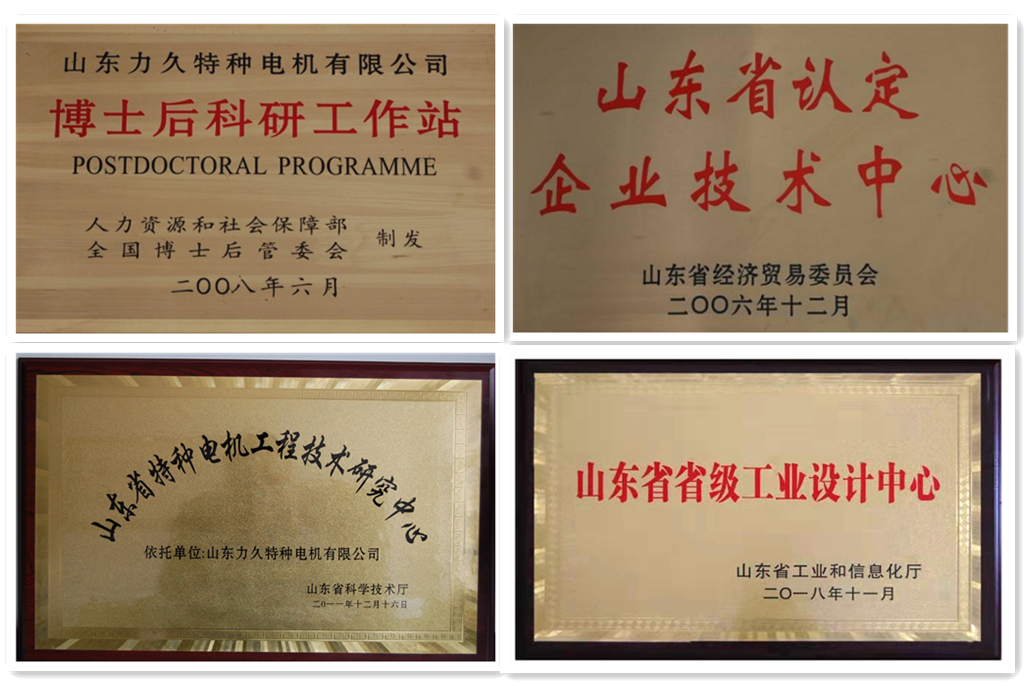 山东力久特种电机有限公司
博士后科研工作站
POSTDOCTORAL PROGRAMME
人力资源和社会保障部
全国博士后管委会
制发
二〇〇八年六月
山东省认定
企业技术中心
山东省经济贸易委员会
二〇〇六年十二月
山东省特种电机工程技术研究中心
依托单位:山东力久特种电机有限公司
山东省科学技术厅
二〇一一年十二月十六日
山东省省级工业设计中心
山东省工业和信息化厅
二〇一八年十一月